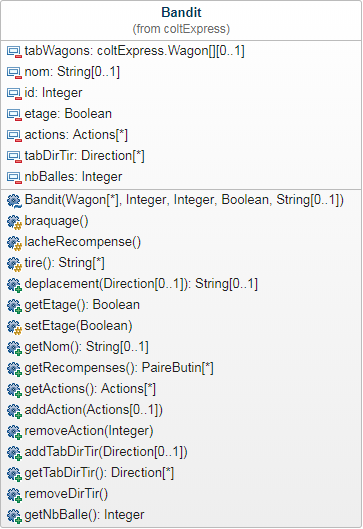 Bandit
(from coltExpress)
tabWagons: coltExpress.Wagon[][0..1]
nom: String[0..1]
id: Integer
etage: Boolean
actions: Actions[*]
tabDirTir: Direction[*]
nbBalles: Integer
Bandit(Wagon[*], Integer, Integer, Boolean, String[0..1])
braquage()
lacheRecompense()
tire(): String[*]
deplacement(Direction[0..1]): String[0..1]
getEtage(): Boolean
setEtage(Boolean)
getNom(): String[0..1]
getRecompenses(): PaireButin[*]
getActions(): Actions[*]
addAction(Actions[0..1])
removeAction(Integer)
addTabDirTir(Direction[0..1])
getTabDirTir(): Direction[*]
removeDirTir()
getNbBalle(): Integer